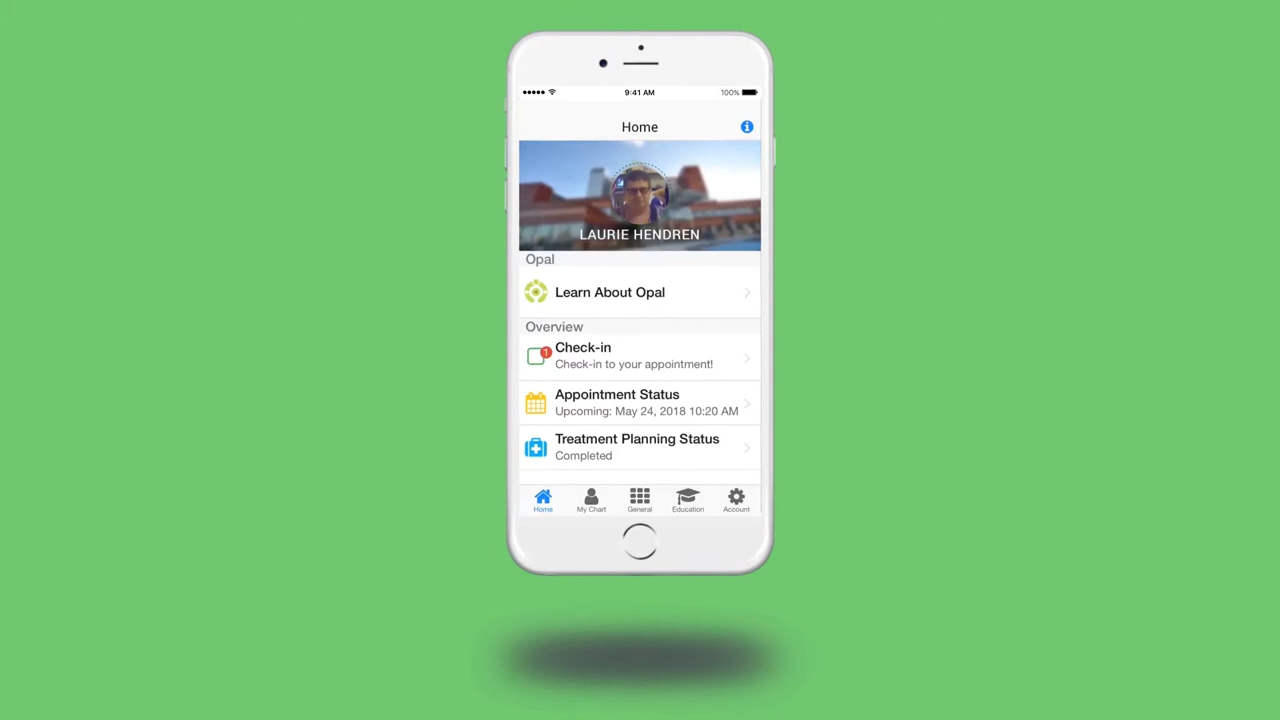 9:41 AM
100%
Home
LAURIE HENDREN
Opal
Learn About Opal
Overview
1
Check-in
Check-in to your appointment!
Appointment Status
Upcoming: May 24, 2018 10:20 AM
Treatment Planning Status
Completed
Home
My Chart
General
Education
Account